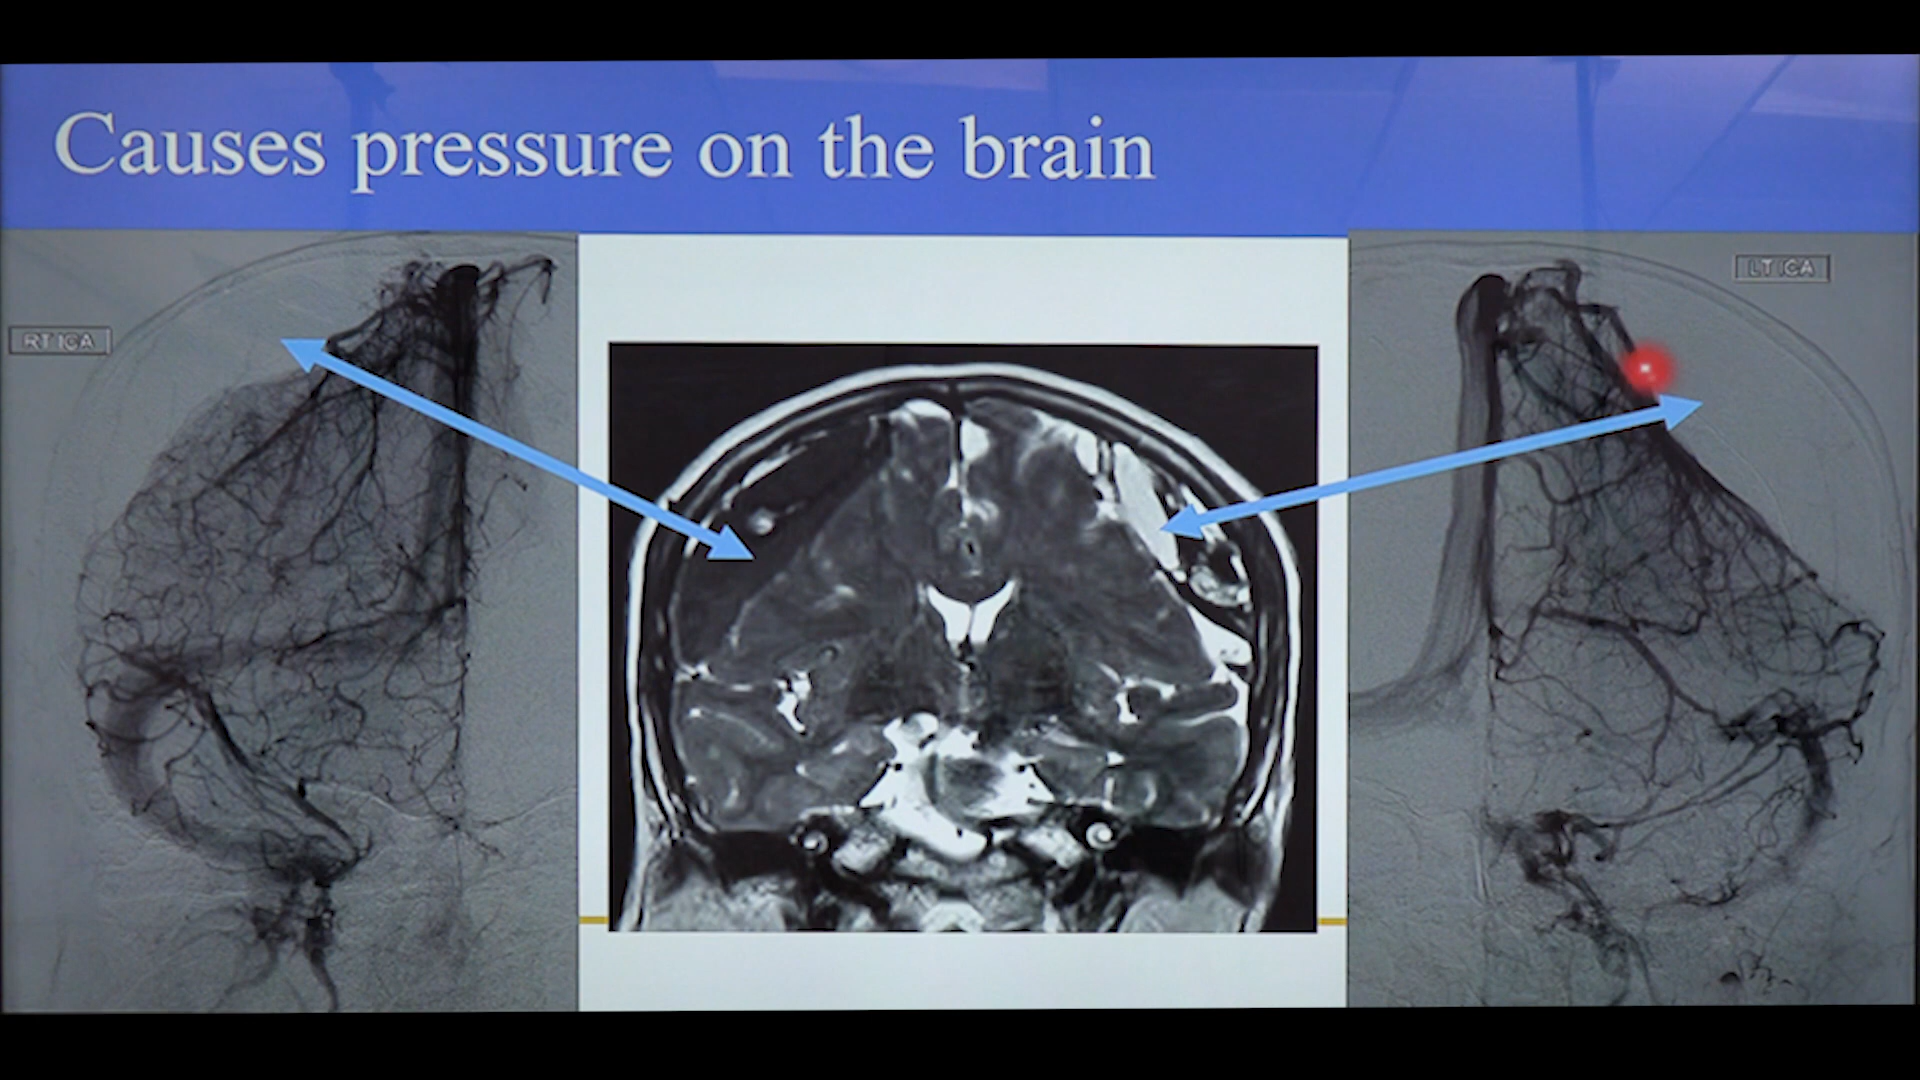 Causes pressure on the brain
RT ICA
LT ICA